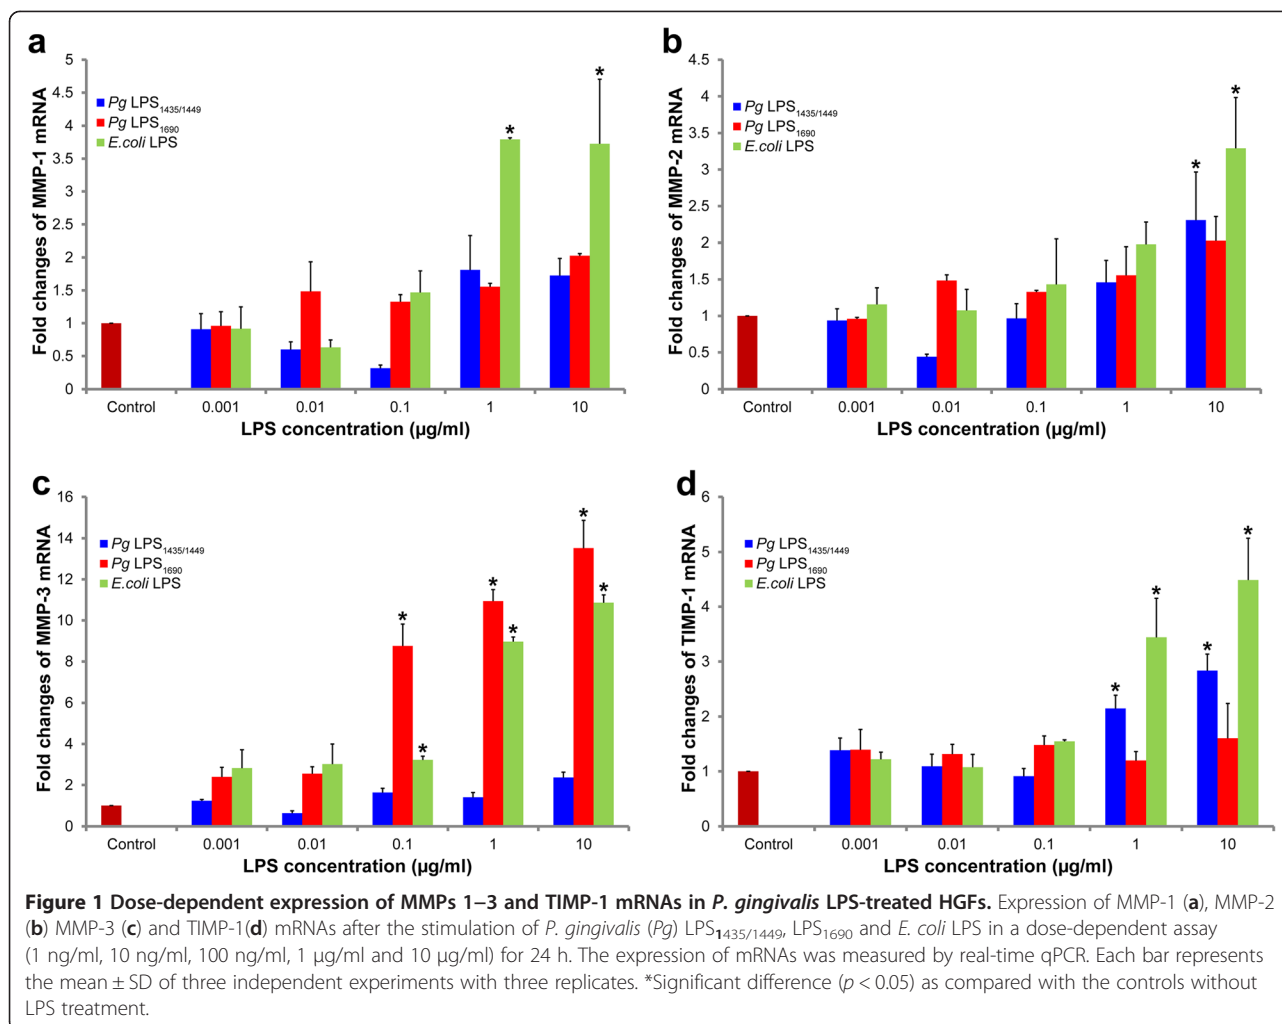 a
5
4.5
4
3.5
3
2.5
2
1.5
1
0.5
0
Fold changes of MMP-1 mRNA
Pg LPS1435/1449
Pg LPS1690
E.coli LPS
*
*
Control 0.001 0.01 0.1 1 10
LPS concentration (µg/ml)
b
4.5
4
3.5
3
2.5
2
1.5
1
0.5
0
Fold changes of MMP-2 mRNA
Pg LPS1435/1449
Pg LPS1690
E.coli LPS
*
*
Control 0.001 0.01 0.1 1 10
LPS concentration (µg/ml)
c
16
14
12
10
8
6
4
2
0
Fold changes of MMP-3 mRNA
Pg LPS1435/1449
Pg LPS1690
E.coli LPS
*
*
*
*
*
*
Control 0.001 0.01 0.1 1 10
LPS concentration (µg/ml)
d
6
5
4
3
2
1
0
Fold changes of TIMP-1 mRNA
Pg LPS1435/1449
Pg LPS1690
E.coli LPS
*
*
*
*
Control 0.001 0.01 0.1 1 10
LPS concentration (µg/ml)
Figure 1 Dose-dependent expression of MMPs 1–3 and TIMP-1 mRNAs in P. gingivalis LPS-treated HGFs. Expression of MMP-1 (a), MMP-2
(b) MMP-3 (c) and TIMP-1(d) mRNAs after the stimulation of P. gingivalis (Pg) LPS1435/1449, LPS1690 and E. coli LPS in a dose-dependent assay
(1 ng/ml, 10 ng/ml, 100 ng/ml, 1 µg/ml and 10 µg/ml) for 24 h. The expression of mRNAs was measured by real-time qPCR. Each bar represents
the mean ± SD of three independent experiments with three replicates. *Significant difference (p < 0.05) as compared with the controls without
LPS treatment.